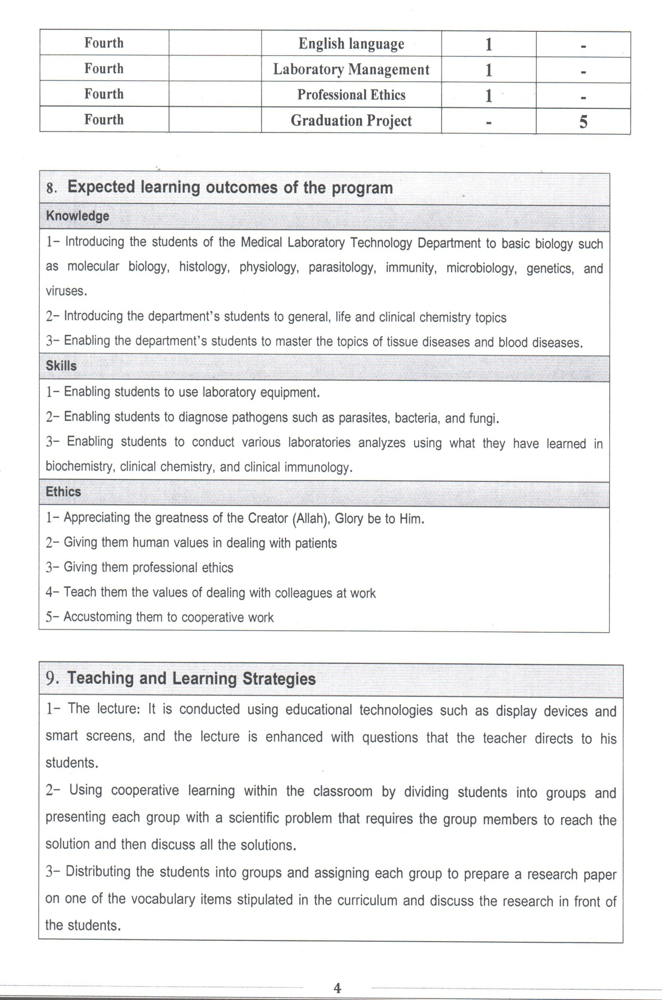 Fourth English language 1 -
Fourth Laboratory Management 1 -
Fourth Professional Ethics 1 -
Fourth Graduation Project - 5
8. Expected learning outcomes of the program
Knowledge
1- Introducing the students of the Medical Laboratory Technology Department to basic biology such
as molecular biology, histology, physiology, parasitology, immunity, microbiology, genetics, and
viruses.
2- Introducing the department's students to general, life and clinical chemistry topics
3- Enabling the department's students to master the topics of tissue diseases and blood diseases.
Skills
1- Enabling students to use laboratory equipment.
2- Enabling students to diagnose pathogens such as parasites, bacteria, and fungi.
3- Enabling students to conduct various laboratories analyzes using what they have learned in
biochemistry, clinical chemistry, and clinical immunology.
Ethics
1- Appreciating the greatness of the Creator (Allah), Glory be to Him.
2- Giving them human values in dealing with patients
3- Giving them professional ethics
4- Teach them the values of dealing with colleagues at work
5- Accustoming them to cooperative work
9. Teaching and Learning Strategies
1- The lecture: It is conducted using educational technologies such as display devices and
smart screens, and the lecture is enhanced with questions that the teacher directs to his
students.
2- Using cooperative learning within the classroom by dividing students into groups and
presenting each group with a scientific problem that requires the group members to reach the
solution and then discuss all the solutions.
3- Distributing the students into groups and assigning each group to prepare a research paper
on one of the vocabulary items stipulated in the curriculum and discuss the research in front of
the students.
4